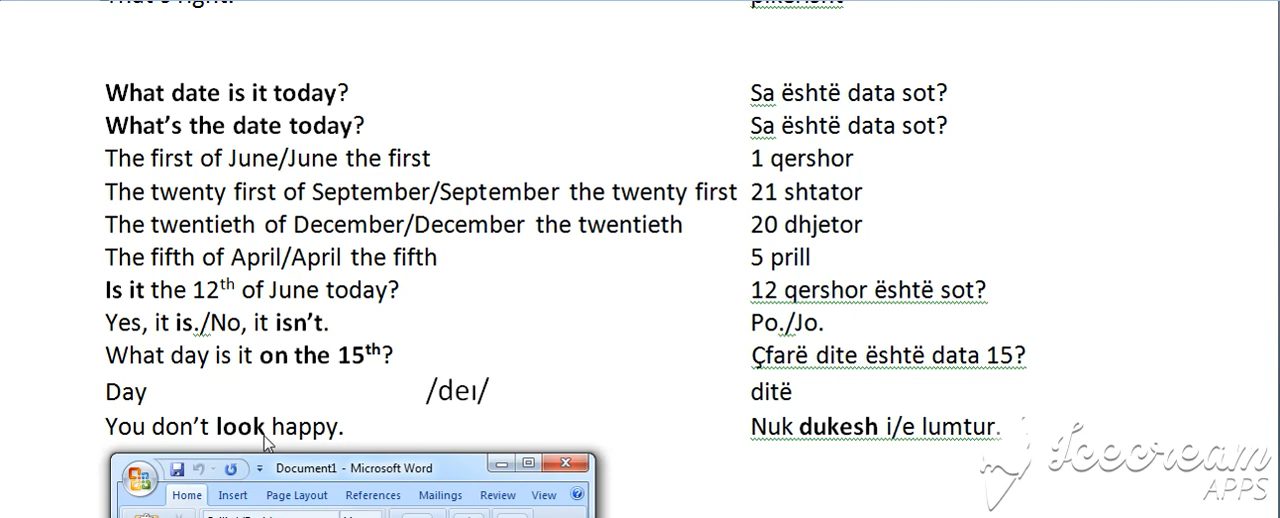 What date is it today? Sa është data sot?
What's the date today? Sa është data sot?
The first of June/June the first 1 qershor
The twenty first of September/September the twenty first 21 shtator
The twentieth of December/December the twentieth 20 dhjetor
The fifth of April/April the fifth 5 prill
Is it the 12th of June today? 12 qershor është sot?
Yes, it is./No, it isn't. Po./Jo.
What day is it on the 15th? Çfarë dite është data 15?
Day /deɪ/ ditë
You don't look happy. Nuk dukesh i/e lumtur.
Icecream
APPS
Document1 - Microsoft Word
Home Insert Page Layout References Mailings Review View